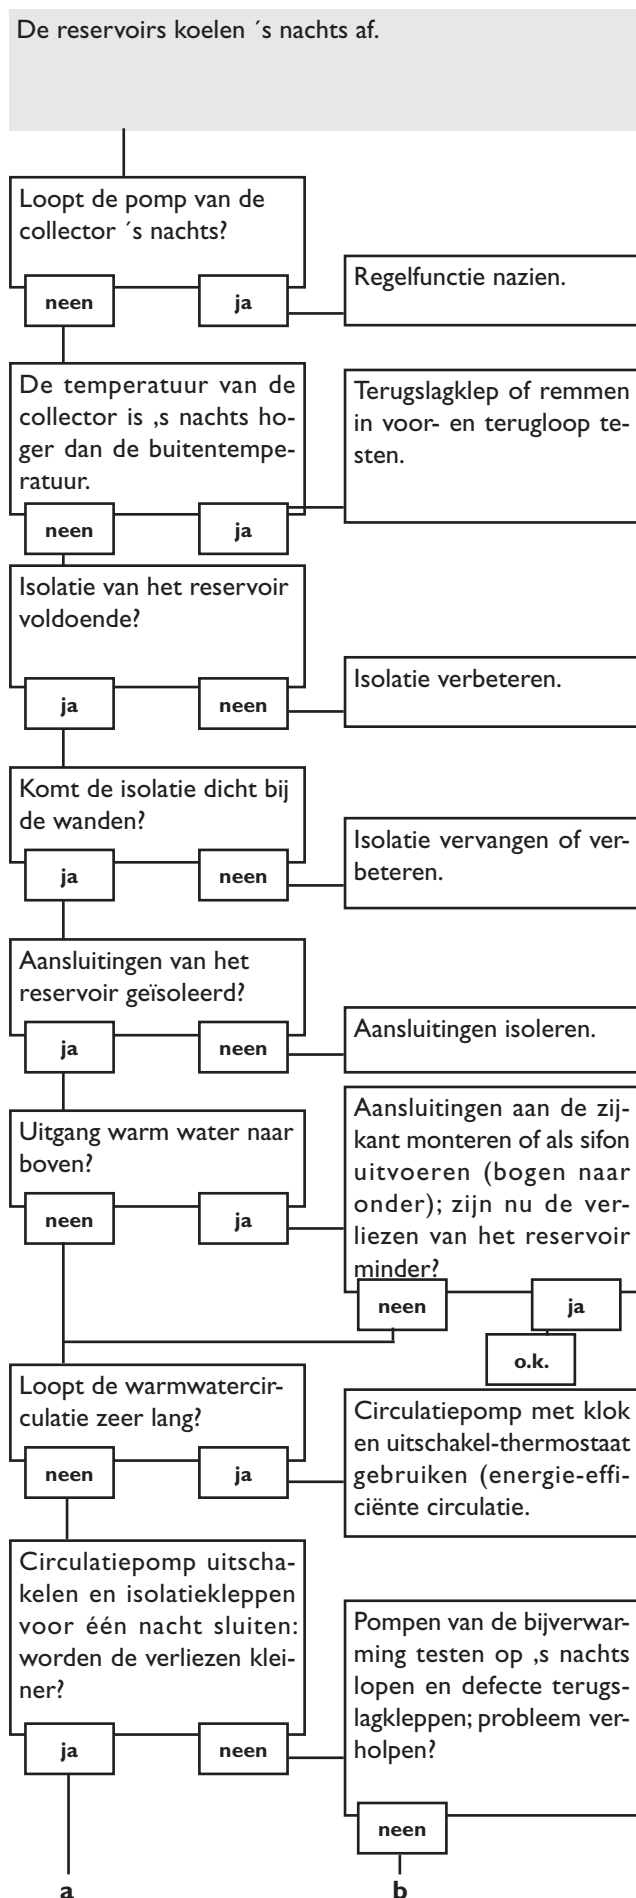 De reservoirs koelen ´s nachts af.
Loopt de pomp van de
collector ´s nachts?
neen
ja
Regelfunctie nazien.
De temperatuur van de
collector is ,s nachts ho-
ger dan de buitentempe-
ratuur.
neen
ja
Terugslagklep of remmen
in voor- en terugloop te-
sten.
Isolatie van het reservoir
voldoende?
ja
neen
Isolatie verbeteren.
Komt de isolatie dicht bij
de wanden?
ja
neen
Isolatie vervangen of ver-
beteren.
Aansluitingen van het
reservoir geïsoleerd?
ja
neen
Aansluitingen isoleren.
Uitgang warm water naar
boven?
neen
ja
Aansluitingen aan de zij-
kant monteren of als sifon
uitvoeren (bogen naar
onder); zijn nu de ver-
liezen van het reservoir
minder?
neen
ja
o.k.
Loopt de warmwatercir-
culatie zeer lang?
neen
ja
Circulatiepomp met klok
en uitschakel-thermostaat
gebruiken (energie-effi-
ciënte circulatie.
Circulatiepomp uitscha-
kelen en isolatiekleppen
voor één nacht sluiten:
worden de verliezen klei-
ner?
ja
neen
Pompen van de bijverwar-
ming testen op ,s nachts
lopen en defecte terugs-
lagkleppen; probleem ver-
holpen?
neen
a
b